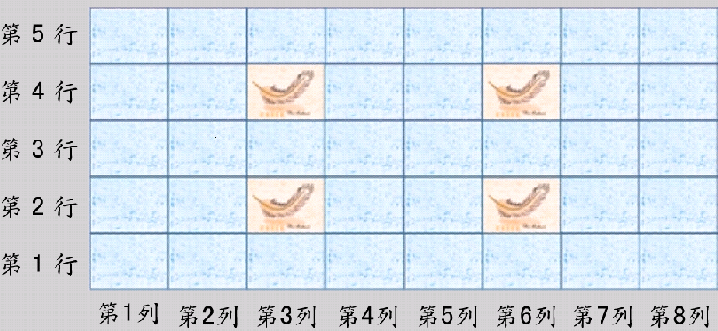 第5行
第4行
第3行
第2行
第1行
第1列 第2列 第3列 第4列 第5列 第6列 第7列 第8列